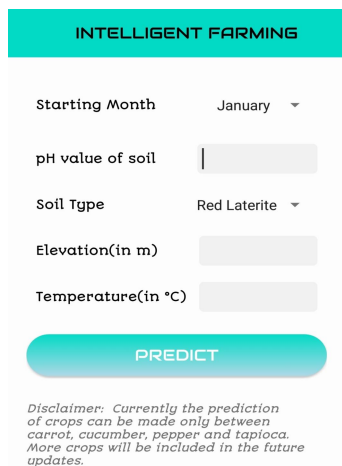 INTELLIGENT FARMING
Starting Month January
pH value of soil
Soil Type Red Laterite
Elevation(in m)
Temperature(in °C)
PREDICT
Disclaimer: Currently the prediction
of crops can be made only between
carrot, cucumber, pepper and tapioca.
More crops will be included in the future
updates.